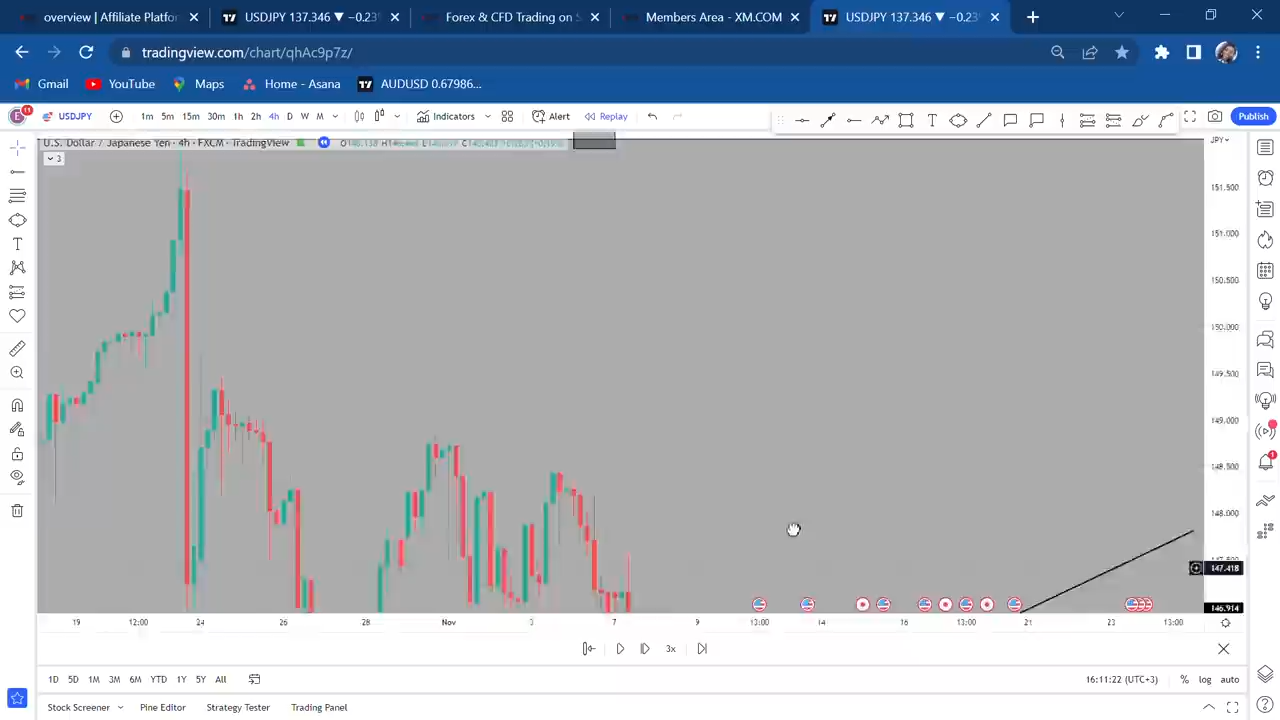 overview | Affiliate Platfor
USDJPY 137.346 ▼ −0.23
Forex & CFD Trading on S
Members Area - XM.COM
USDJPY 137.346 ▼ −0.23
tradingview.com/chart/qhAc9p7z/
Gmail
YouTube
Maps
Home - Asana
AUDUSD 0.67986...
E
11
USDJPY
1m 5m 15m 30m 1h 2h 4h D W M
Indicators
Alert
Replay
Publish
U.S. Dollar / Japanese Yen · 4h · FXCM · TradingView
3
JPY
151.500
151.000
150.500
150.000
149.500
149.000
148.500
148.000
147.418
146.914
1
19 12:00 24 26 28 Nov 3 7 9 13:00 14 16 13:00 21 23 13:00
3x
1D 5D 1M 3M 6M YTD 1Y 5Y All
16:11:22 (UTC+3)
% log auto
Stock Screener
Pine Editor
Strategy Tester
Trading Panel